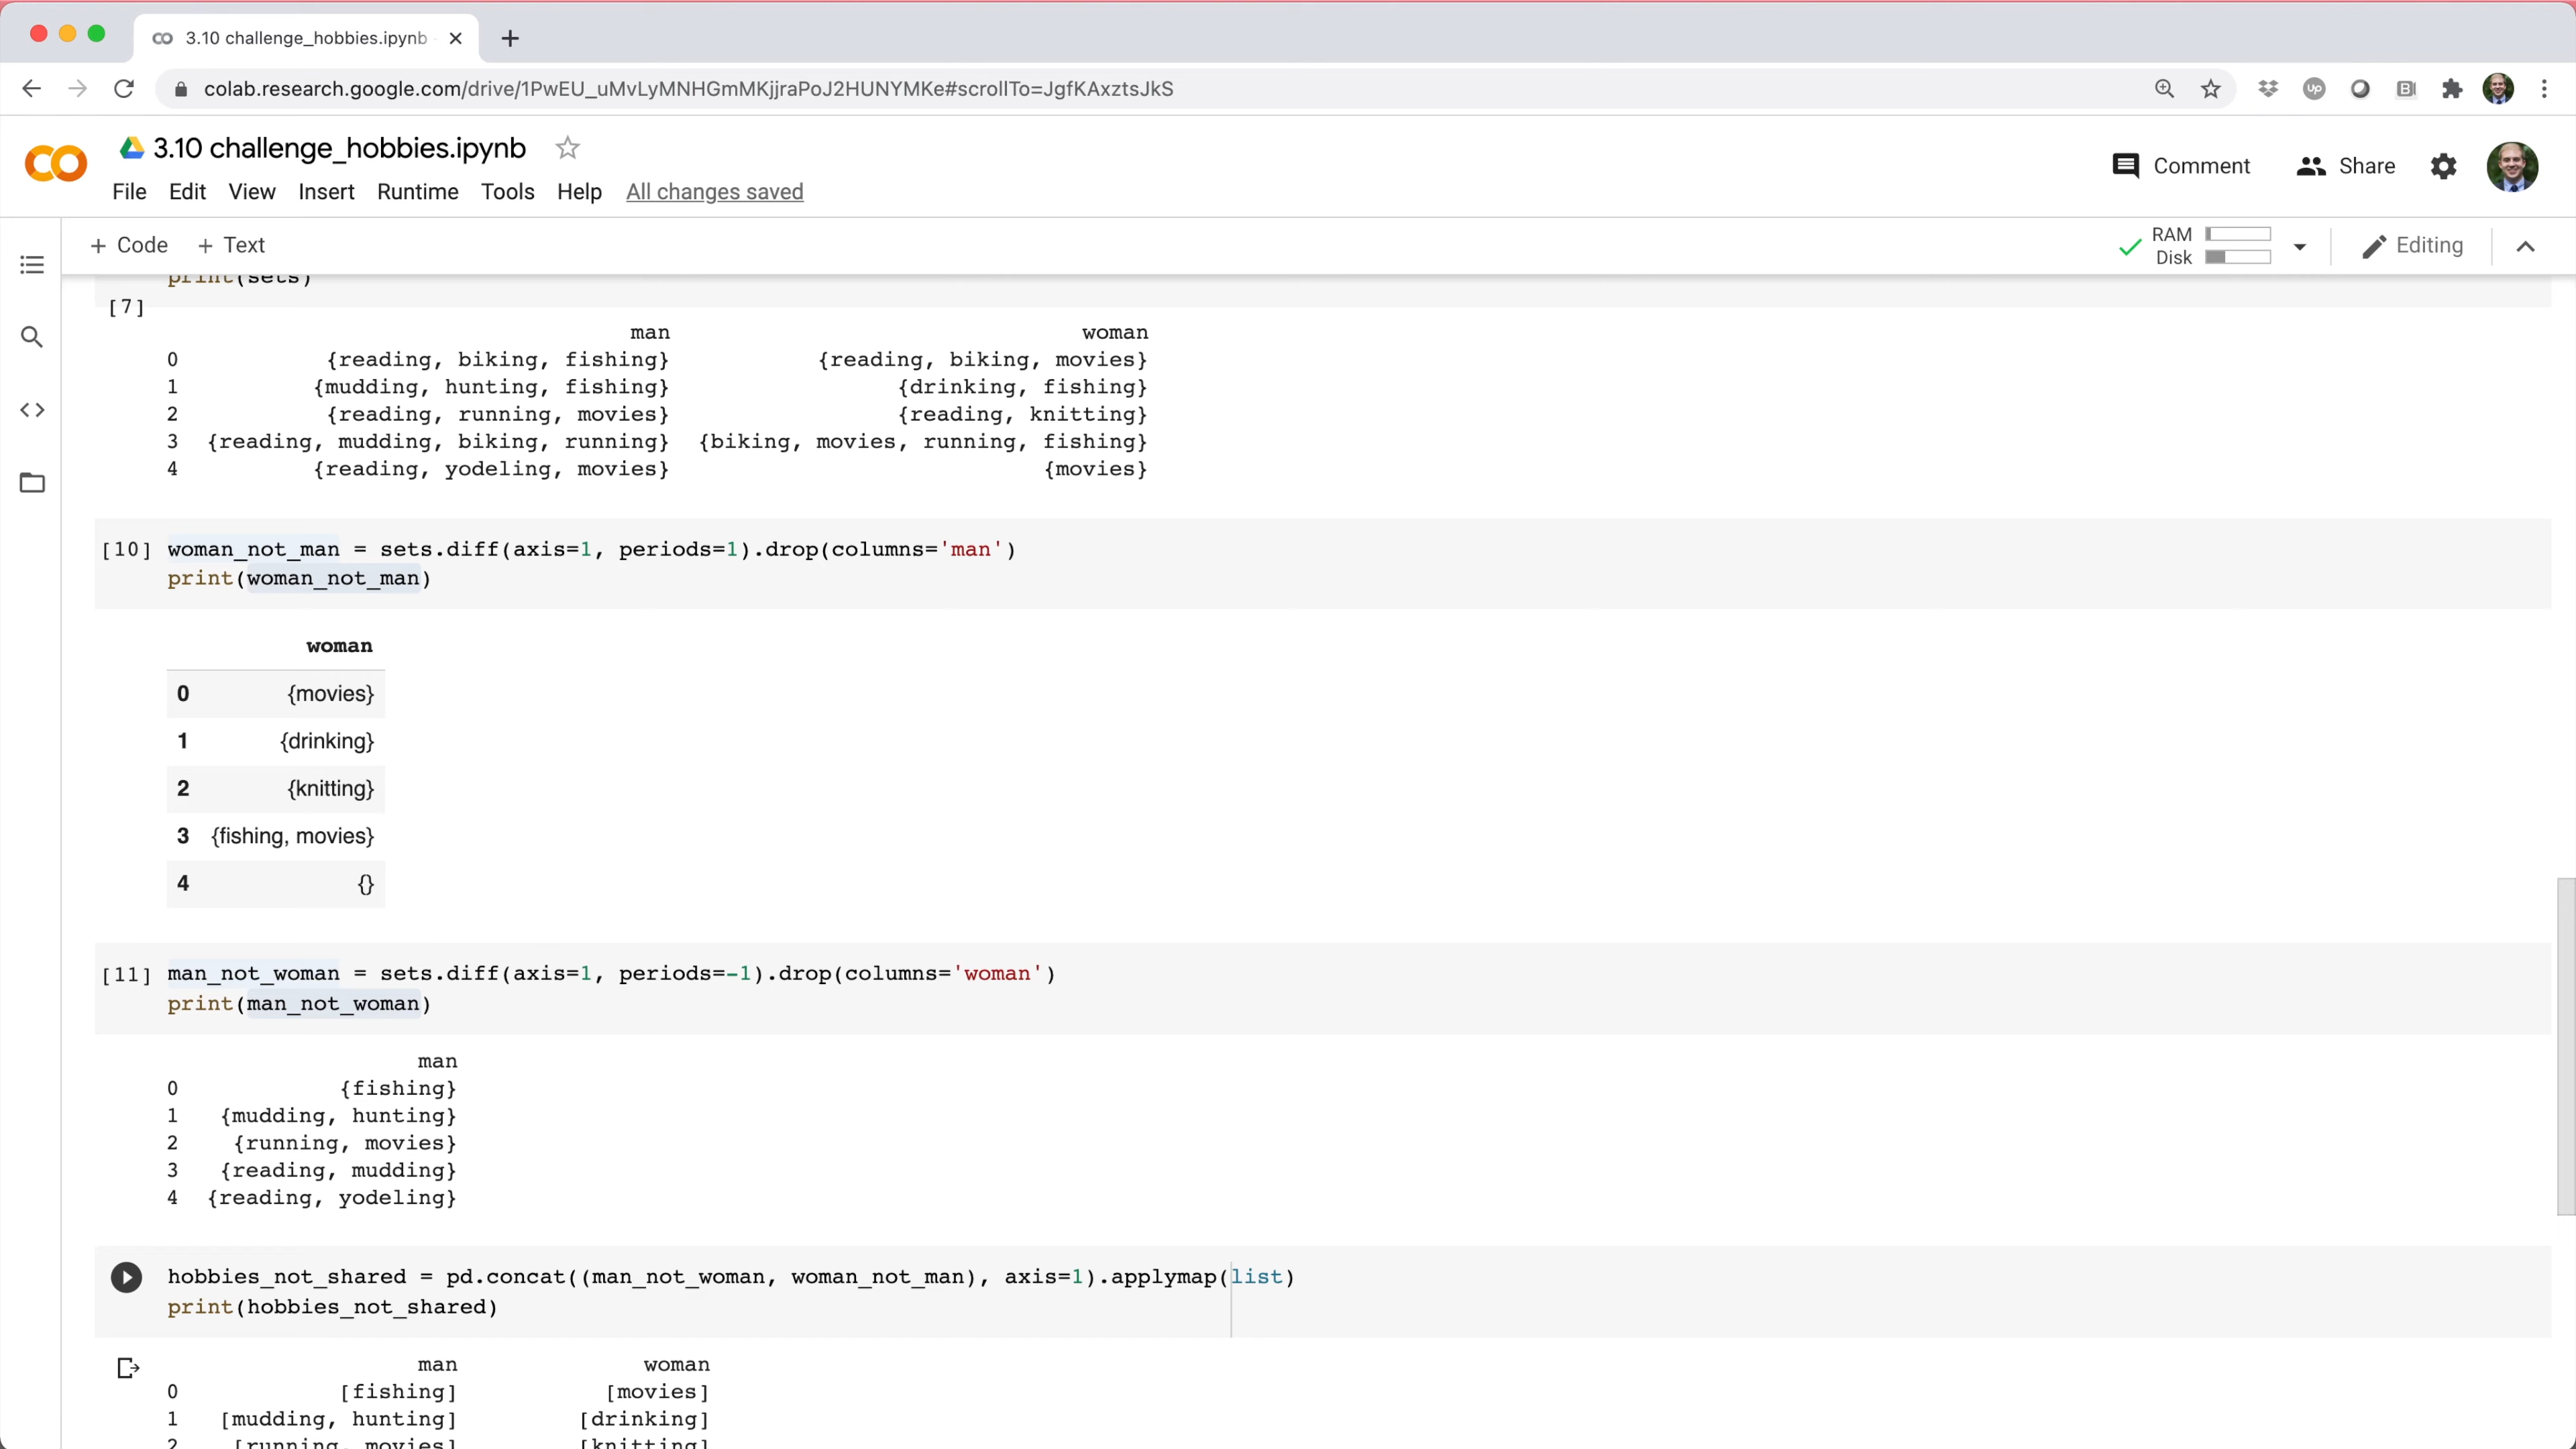 3.10 challenge_hobbies.ipynb
colab.research.google.com/drive/1PwEU_uMvLyMNHGmMKjjraPoJ2HUNYMKe#scrollTo=JgfKAxztsJkS
3.10 challenge_hobbies.ipynb
File Edit View Insert Runtime Tools Help All changes saved
Comment Share
+ Code + Text
RAM
Disk
Editing
print(sets)
[7]
man woman
0 {reading, biking, fishing} {reading, biking, movies}
1 {mudding, hunting, fishing} {drinking, fishing}
2 {reading, running, movies} {reading, knitting}
3 {reading, mudding, biking, running} {biking, movies, running, fishing}
4 {reading, yodeling, movies} {movies}
[10] woman_not_man = sets.diff(axis=1, periods=1).drop(columns='man')
print(woman_not_man)
woman
0 {movies}
1 {drinking}
2 {knitting}
3 {fishing, movies}
4 {}
[11] man_not_woman = sets.diff(axis=1, periods=-1).drop(columns='woman')
print(man_not_woman)
man
0 {fishing}
1 {mudding, hunting}
2 {running, movies}
3 {reading, mudding}
4 {reading, yodeling}
hobbies_not_shared = pd.concat((man_not_woman, woman_not_man), axis=1).applymap(list)
print(hobbies_not_shared)
man woman
0 [fishing] [movies]
1 [mudding, hunting] [drinking]
2 [running, movies] [knitting]